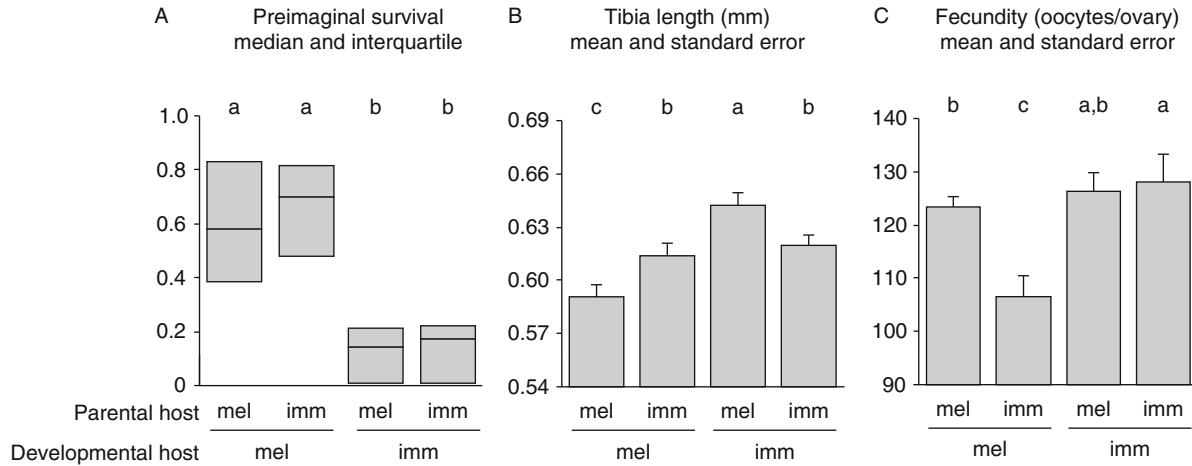 A Preimaginal survival
median and interquartile
a a b b
1.0
0.8
0.6
0.4
0.2
0
Parental host mel imm mel imm
Developmental host mel imm
B Tibia length (mm)
mean and standard error
c b a b
0.69
0.66
0.63
0.60
0.57
0.54
mel imm mel imm
mel imm
C Fecundity (oocytes/ovary)
mean and standard error
b c a,b a
140
130
120
110
100
90
mel imm mel imm
mel imm